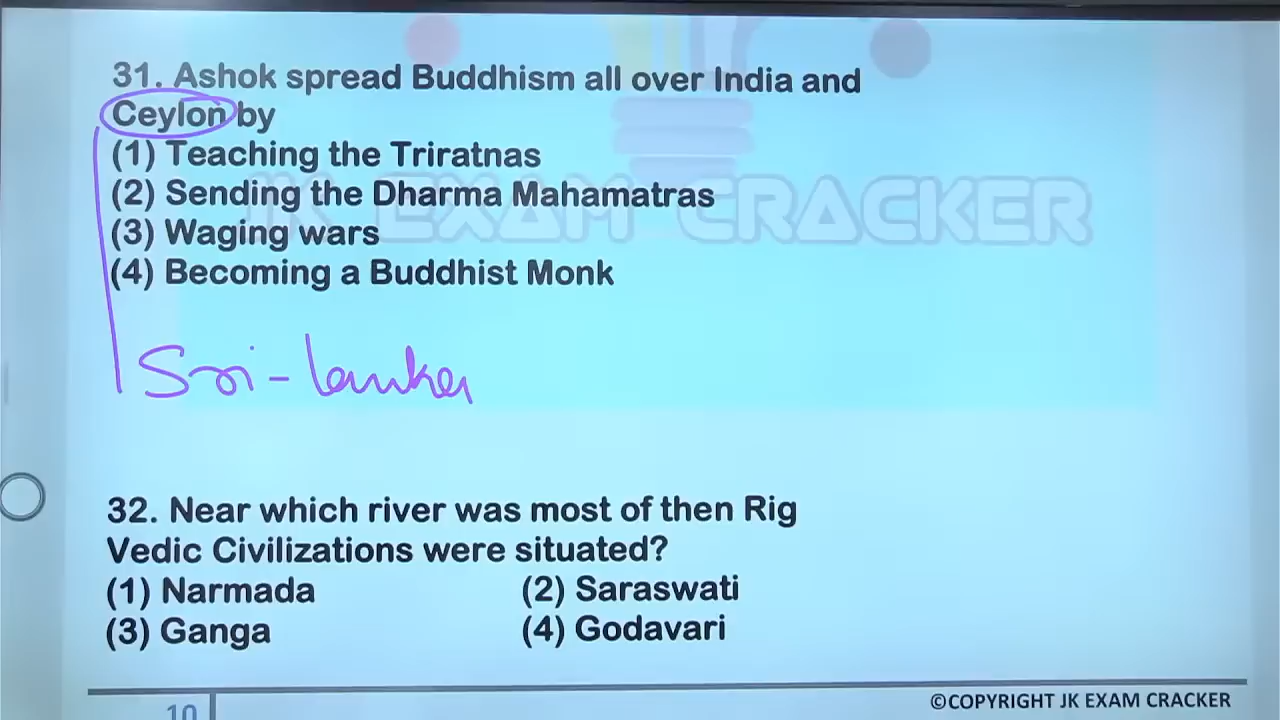 31. Ashok spread Buddhism all over India and
Ceylon by
(1) Teaching the Triratnas
(2) Sending the Dharma Mahamatras
(3) Waging wars
(4) Becoming a Buddhist Monk
JK EXAM CRACKER
Sri-lanka
32. Near which river was most of then Rig
Vedic Civilizations were situated?
(1) Narmada (2) Saraswati
(3) Ganga (4) Godavari
10 ©COPYRIGHT JK EXAM CRACKER